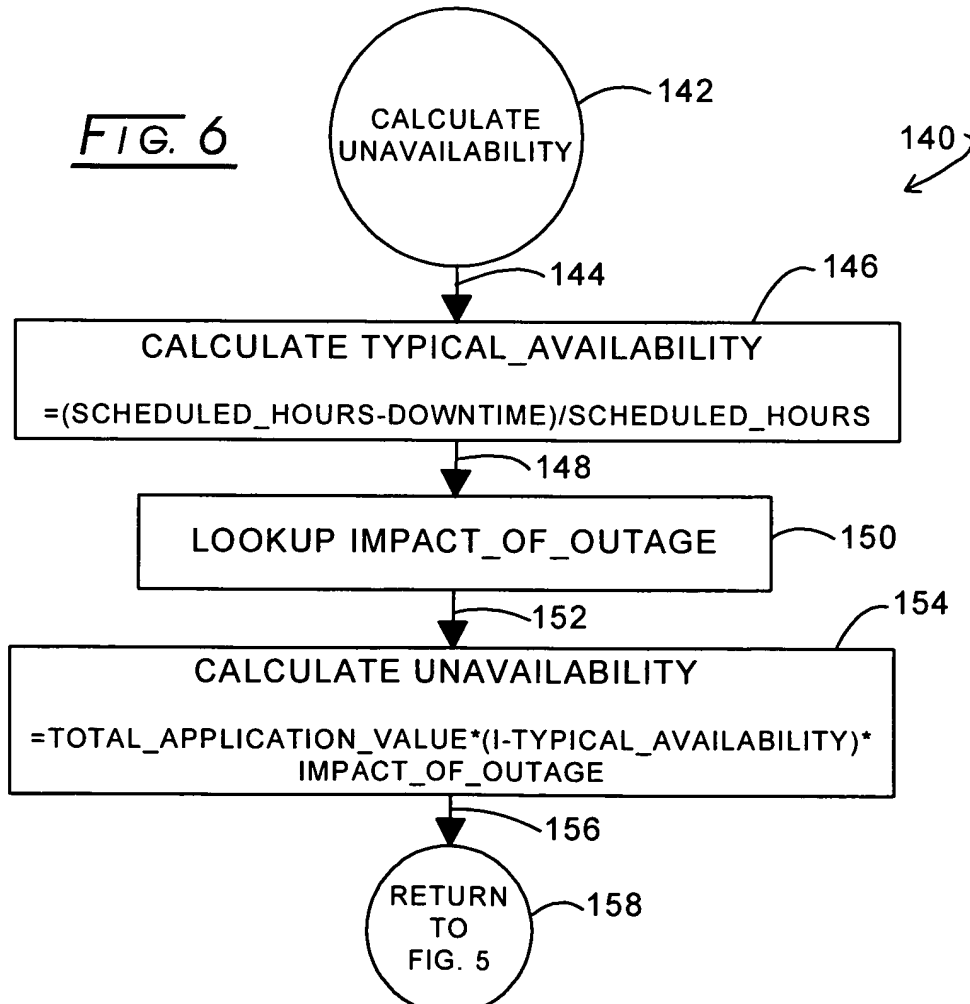 FIG. 6
142
CALCULATE
UNAVAILABILITY
140
144
146
CALCULATE TYPICAL_AVAILABILITY
=(SCHEDULED_HOURS-DOWNTIME)/SCHEDULED_HOURS
148
LOOKUP IMPACT_OF_OUTAGE
150
152
154
CALCULATE UNAVAILABILITY
=TOTAL_APPLICATION_VALUE*(I-TYPICAL_AVAILABILITY)*
IMPACT_OF_OUTAGE
156
RETURN
TO
FIG. 5
158